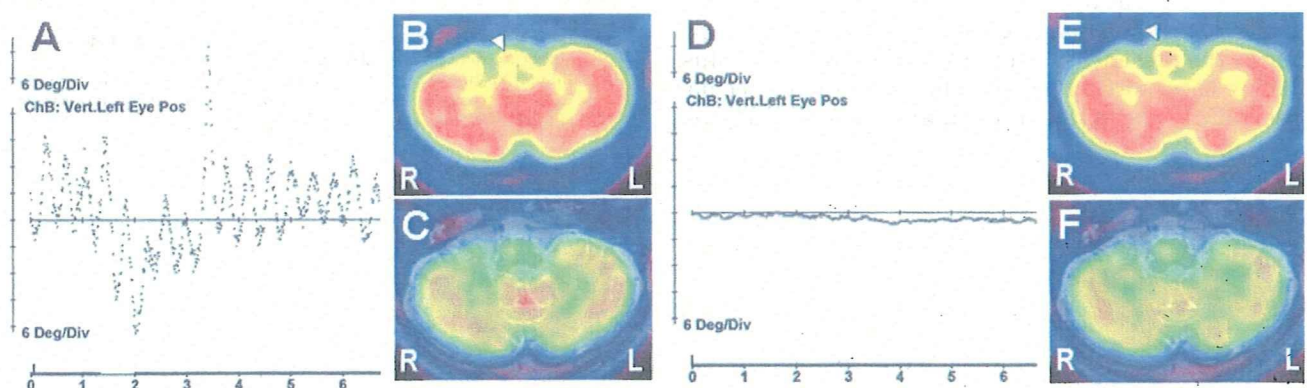 A
6 Deg/Div
ChB: Vert.Left Eye Pos
6 Deg/Div
0 1 2 3 4 5 6
B
R L
C
R L
D
6 Deg/Div
ChB: Vert.Left Eye Pos
6 Deg/Div
0 1 2 3 4 5 6
E
R L
F
R L